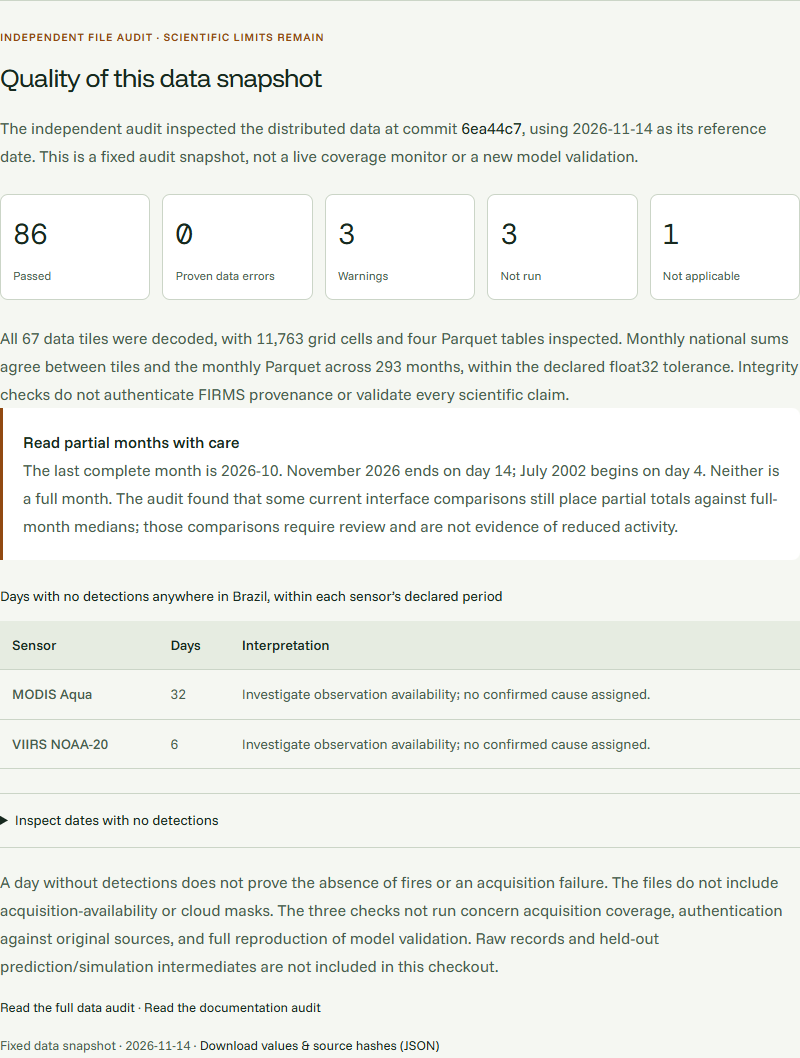 INDEPENDENT FILE AUDIT · SCIENTIFIC LIMITS REMAIN
Quality of this data snapshot
The independent audit inspected the distributed data at commit 6ea44c7, using 2026-11-14 as its reference
date. This is a fixed audit snapshot, not a live coverage monitor or a new model validation.
86
Passed
0
Proven data errors
3
Warnings
3
Not run
1
Not applicable
All 67 data tiles were decoded, with 11,763 grid cells and four Parquet tables inspected. Monthly national sums
agree between tiles and the monthly Parquet across 293 months, within the declared float32 tolerance. Integrity
checks do not authenticate FIRMS provenance or validate every scientific claim.
Read partial months with care
The last complete month is 2026-10. November 2026 ends on day 14; July 2002 begins on day 4. Neither is
a full month. The audit found that some current interface comparisons still place partial totals against full-
month medians; those comparisons require review and are not evidence of reduced activity.
Days with no detections anywhere in Brazil, within each sensor's declared period
Sensor Days Interpretation
MODIS Aqua 32 Investigate observation availability; no confirmed cause assigned.
VIIRS NOAA-20 6 Investigate observation availability; no confirmed cause assigned.
Inspect dates with no detections
A day without detections does not prove the absence of fires or an acquisition failure. The files do not include
acquisition-availability or cloud masks. The three checks not run concern acquisition coverage, authentication
against original sources, and full reproduction of model validation. Raw records and held-out
prediction/simulation intermediates are not included in this checkout.
Read the full data audit · Read the documentation audit
Fixed data snapshot · 2026-11-14 · Download values & source hashes (JSON)